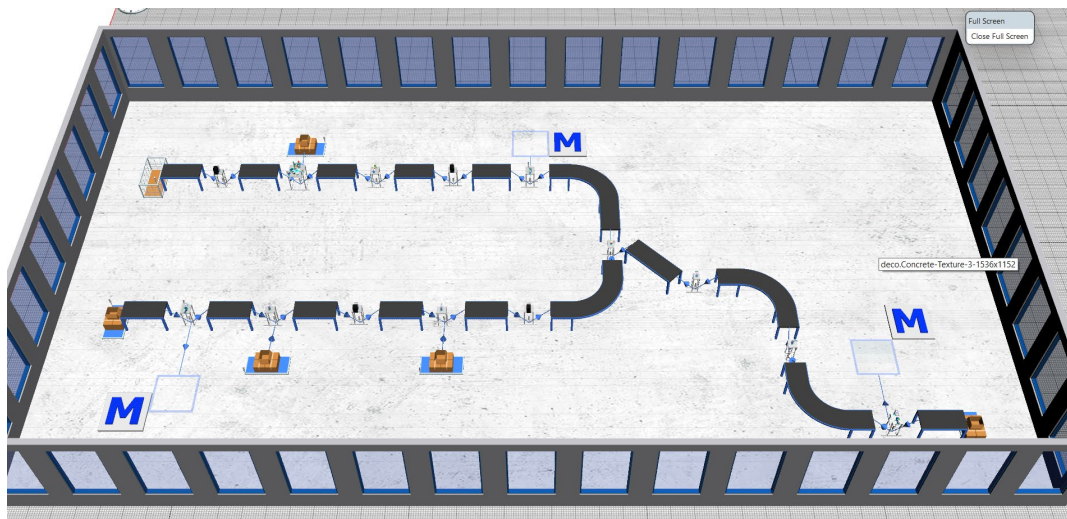 Full Screen
Close Full Screen
M
deco.Concrete-Texture-3-1536x1152
M
M